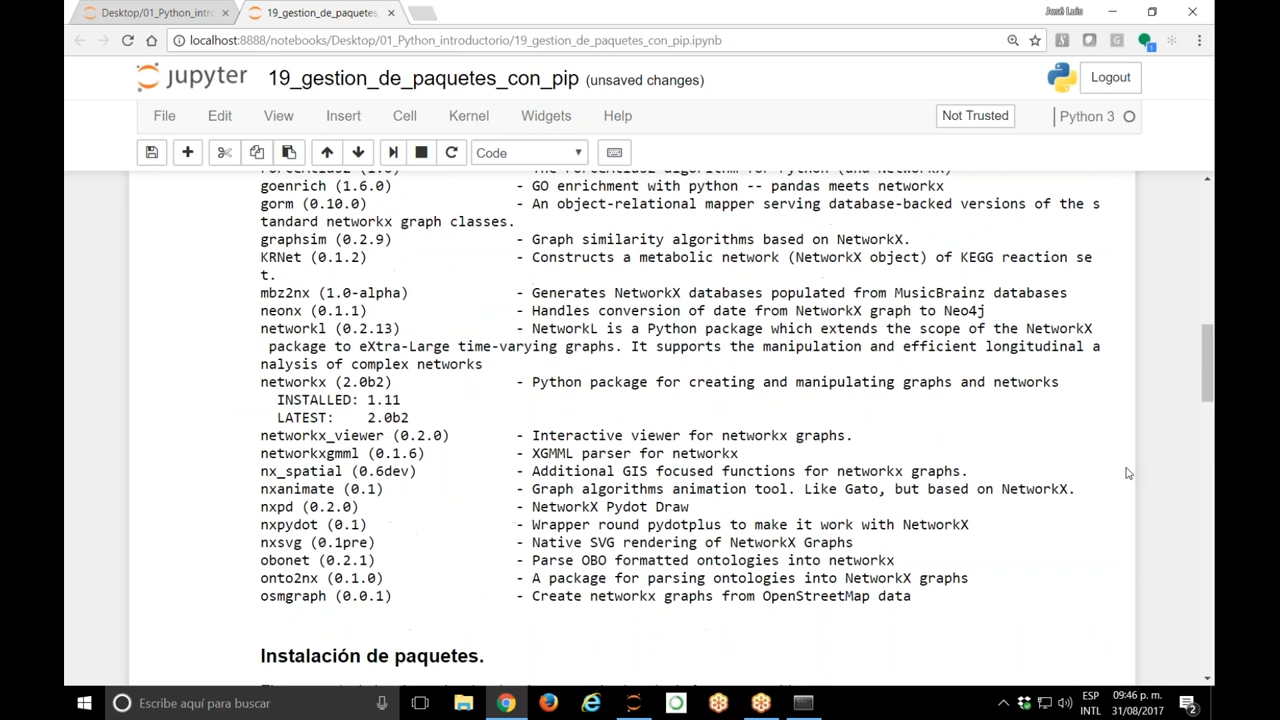 Desktop/01_Python_intro
19_gestion_de_paquetes
José Luis
localhost:8888/notebooks/Desktop/01_Python_introductorio/19_gestion_de_paquetes_con_pip.ipynb
jupyter 19_gestion_de_paquetes_con_pip (unsaved changes)
Logout
File Edit View Insert Cell Kernel Widgets Help
Not Trusted
Python 3
Code
goenrich (1.6.0) - GO enrichment with python -- pandas meets networkx
gorm (0.10.0) - An object-relational mapper serving database-backed versions of the s
tandard networkx graph classes.
graphsim (0.2.9) - Graph similarity algorithms based on NetworkX.
KRNet (0.1.2) - Constructs a metabolic network (NetworkX object) of KEGG reaction se
t.
mbz2nx (1.0-alpha) - Generates NetworkX databases populated from MusicBrainz databases
neonx (0.1.1) - Handles conversion of date from NetworkX graph to Neo4j
networkl (0.2.13) - NetworkL is a Python package which extends the scope of the NetworkX
package to eXtra-Large time-varying graphs. It supports the manipulation and efficient longitudinal a
nalysis of complex networks
networkx (2.0b2) - Python package for creating and manipulating graphs and networks
INSTALLED: 1.11
LATEST: 2.0b2
networkx_viewer (0.2.0) - Interactive viewer for networkx graphs.
networkxgmml (0.1.6) - XGMML parser for networkx
nx_spatial (0.6dev) - Additional GIS focused functions for networkx graphs.
nxanimate (0.1) - Graph algorithms animation tool. Like Gato, but based on NetworkX.
nxpd (0.2.0) - NetworkX Pydot Draw
nxpydot (0.1) - Wrapper round pydotplus to make it work with NetworkX
nxsvg (0.1pre) - Native SVG rendering of NetworkX Graphs
obonet (0.2.1) - Parse OBO formatted ontologies into networkx
onto2nx (0.1.0) - A package for parsing ontologies into NetworkX graphs
osmgraph (0.0.1) - Create networkx graphs from OpenStreetMap data
Instalación de paquetes.
Escribe aquí para buscar
ESP
INTL
09:46 p. m.
31/08/2017
2